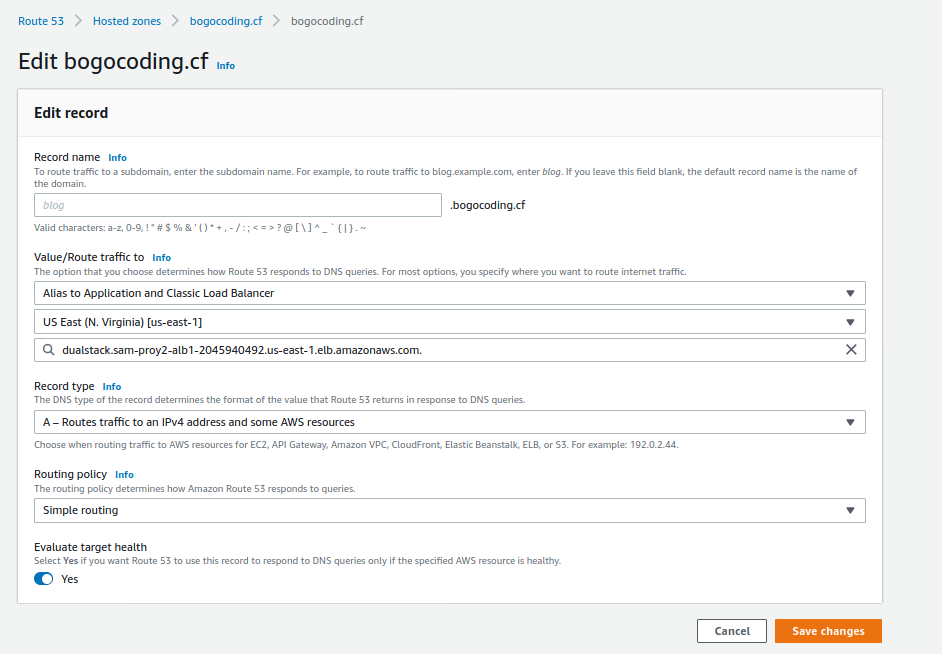 Route 53 > Hosted zones > bogocoding.cf > bogocoding.cf
Edit bogocoding.cf Info
Edit record
Record name Info
To route traffic to a subdomain, enter the subdomain name. For example, to route traffic to blog.example.com, enter blog. If you leave this field blank, the default record name is the name of
the domain.
blog .bogocoding.cf
Valid characters: a-z, 0-9, ! " # $ % & ' ( ) * + , - / : ; < = > ? @ [ \ ] ^ _ ` { | } . ~
Value/Route traffic to Info
The option that you choose determines how Route 53 responds to DNS queries. For most options, you specify where you want to route internet traffic.
Alias to Application and Classic Load Balancer
US East (N. Virginia) [us-east-1]
dualstack.sam-proy2-alb1-2045940492.us-east-1.elb.amazonaws.com.
Record type Info
The DNS type of the record determines the format of the value that Route 53 returns in response to DNS queries.
A – Routes traffic to an IPv4 address and some AWS resources
Choose when routing traffic to AWS resources for EC2, API Gateway, Amazon VPC, CloudFront, Elastic Beanstalk, ELB, or S3. For example: 192.0.2.44.
Routing policy Info
The routing policy determines how Amazon Route 53 responds to queries.
Simple routing
Evaluate target health
Select Yes if you want Route 53 to use this record to respond to DNS queries only if the specified AWS resource is healthy.
Yes
Cancel Save changes